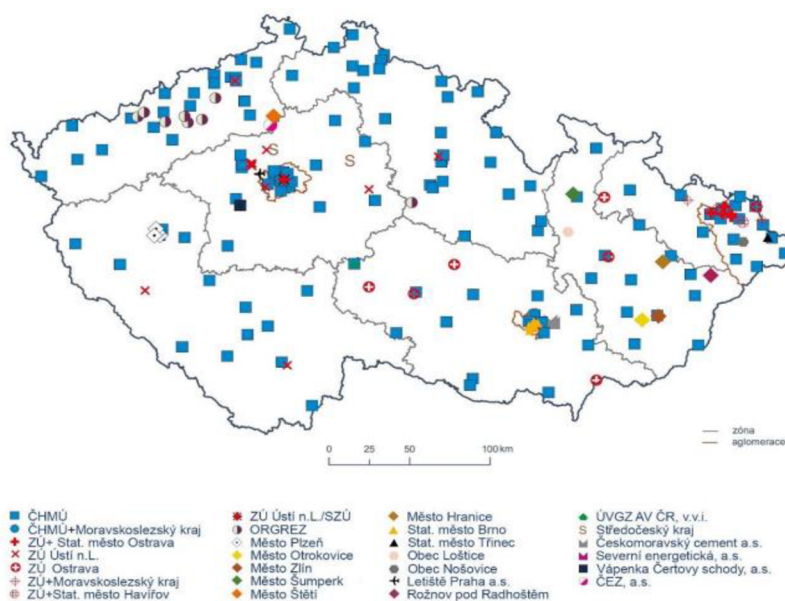 S
S
zóna
aglomerace
0 25 50 100 km
ČHMÚ
ČHMÚ+Moravskoslezský kraj
ZÚ+ Stat. město Ostrava
ZÚ Ústí n.L.
ZÚ Ostrava
ZÚ+Moravskoslezský kraj
ZÚ+Stat. město Havířov
ZÚ Ústí n.L./SZÚ
ORGREZ
Město Plzeň
Město Otrokovice
Město Zlín
Město Šumperk
Město Štětí
Město Hranice
Stat. město Brno
Stat. město Třinec
Obec Loštice
Obec Nošovice
Letiště Praha a.s.
Rožnov pod Radhoštěm
ÚVGZ AV ČR, v.v.i.
S Středočeský kraj
Českomoravský cement a.s.
Severní energetická, a.s.
Vápenka Čertovy schody, a.s.
ČEZ, a.s.